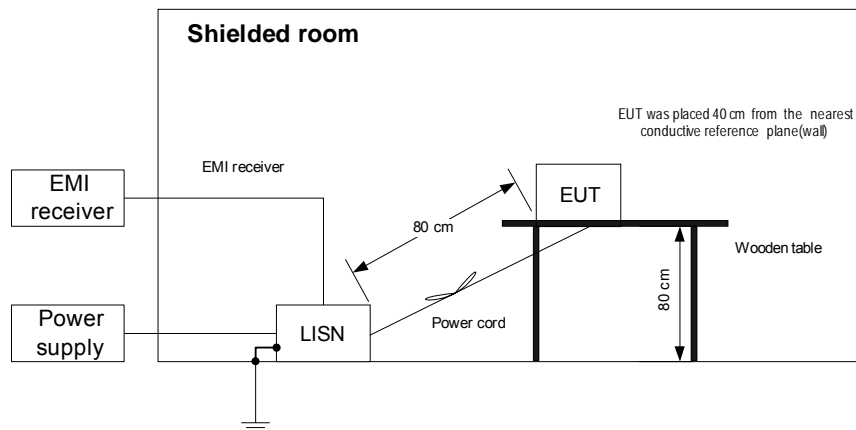 Shielded room
EUT was placed 40 cm from the nearest
conductive reference plane(wall)
EMI receiver
EMI
receiver
EUT
80 cm
Wooden table
80 cm
Power
supply
LISN
Power cord